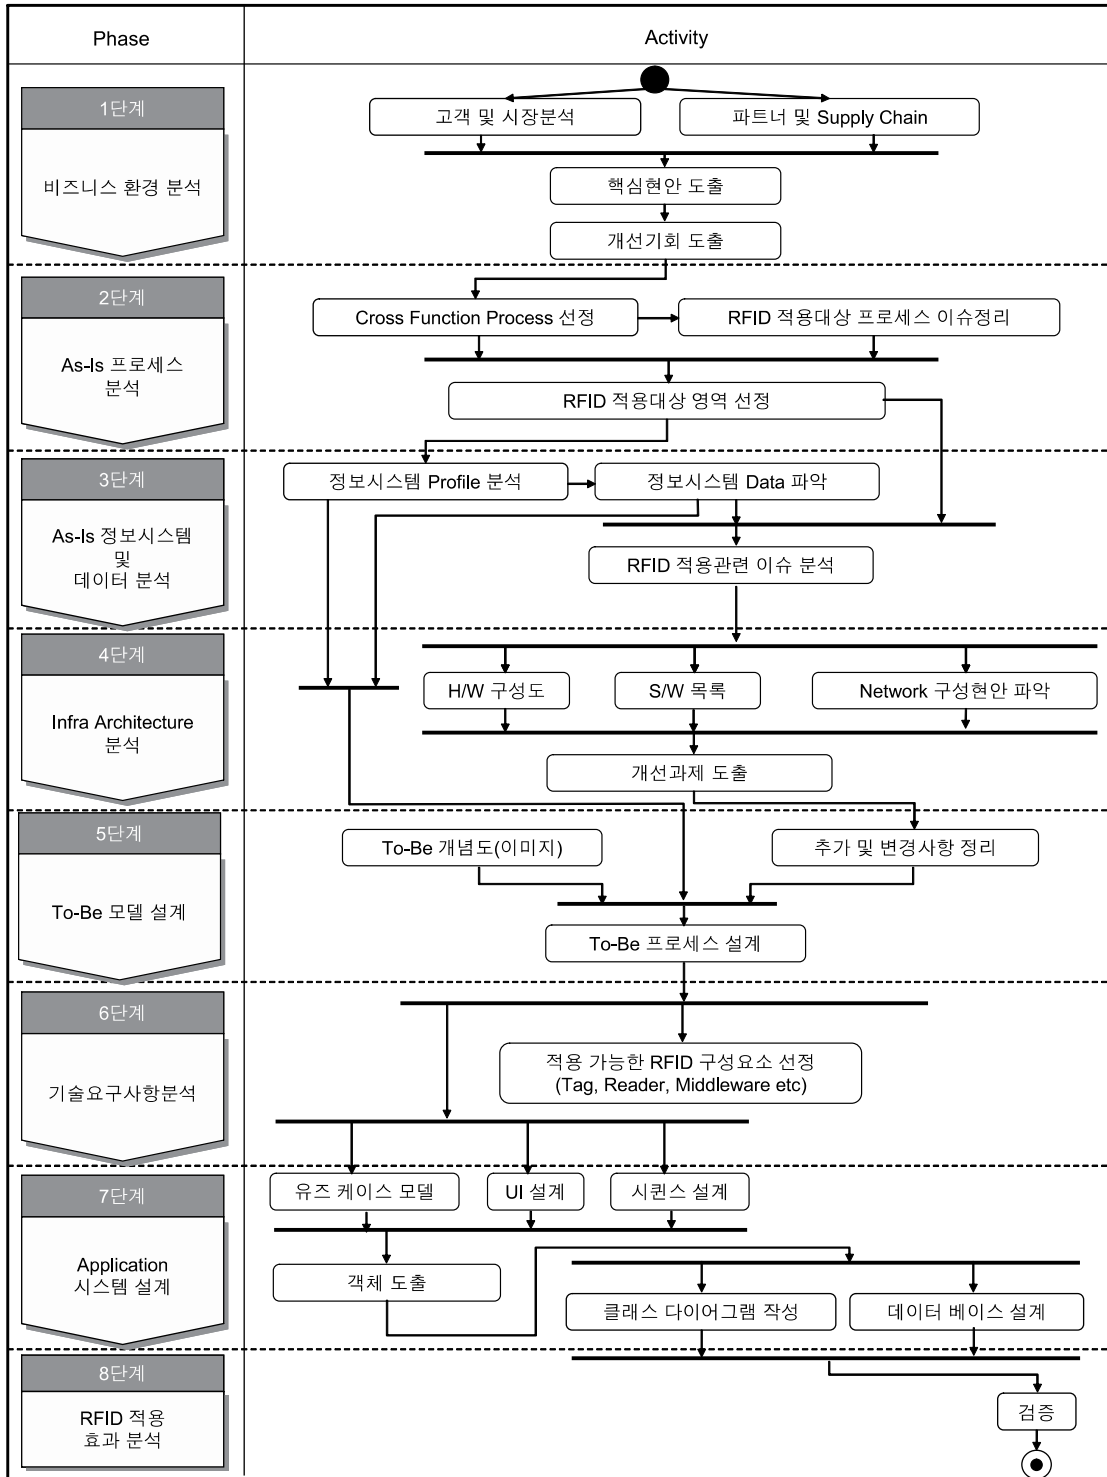 Phase
Activity
1단계
비즈니스 환경 분석
고객 및 시장분석
파트너 및 Supply Chain
핵심현안 도출
개선기회 도출
2단계
As-Is 프로세스
분석
Cross Function Process 선정
RFID 적용대상 프로세스 이슈정리
RFID 적용대상 영역 선정
3단계
As-Is 정보시스템
및
데이터 분석
정보시스템 Profile 분석
정보시스템 Data 파악
RFID 적용관련 이슈 분석
4단계
Infra Architecture
분석
H/W 구성도
S/W 목록
Network 구성현안 파악
개선과제 도출
5단계
To-Be 모델 설계
To-Be 개념도(이미지)
추가 및 변경사항 정리
To-Be 프로세스 설계
6단계
기술요구사항분석
적용 가능한 RFID 구성요소 선정
(Tag, Reader, Middleware etc)
7단계
Application
시스템 설계
유즈 케이스 모델
UI 설계
시퀀스 설계
객체 도출
클래스 다이어그램 작성
데이터 베이스 설계
8단계
RFID 적용
효과 분석
검증